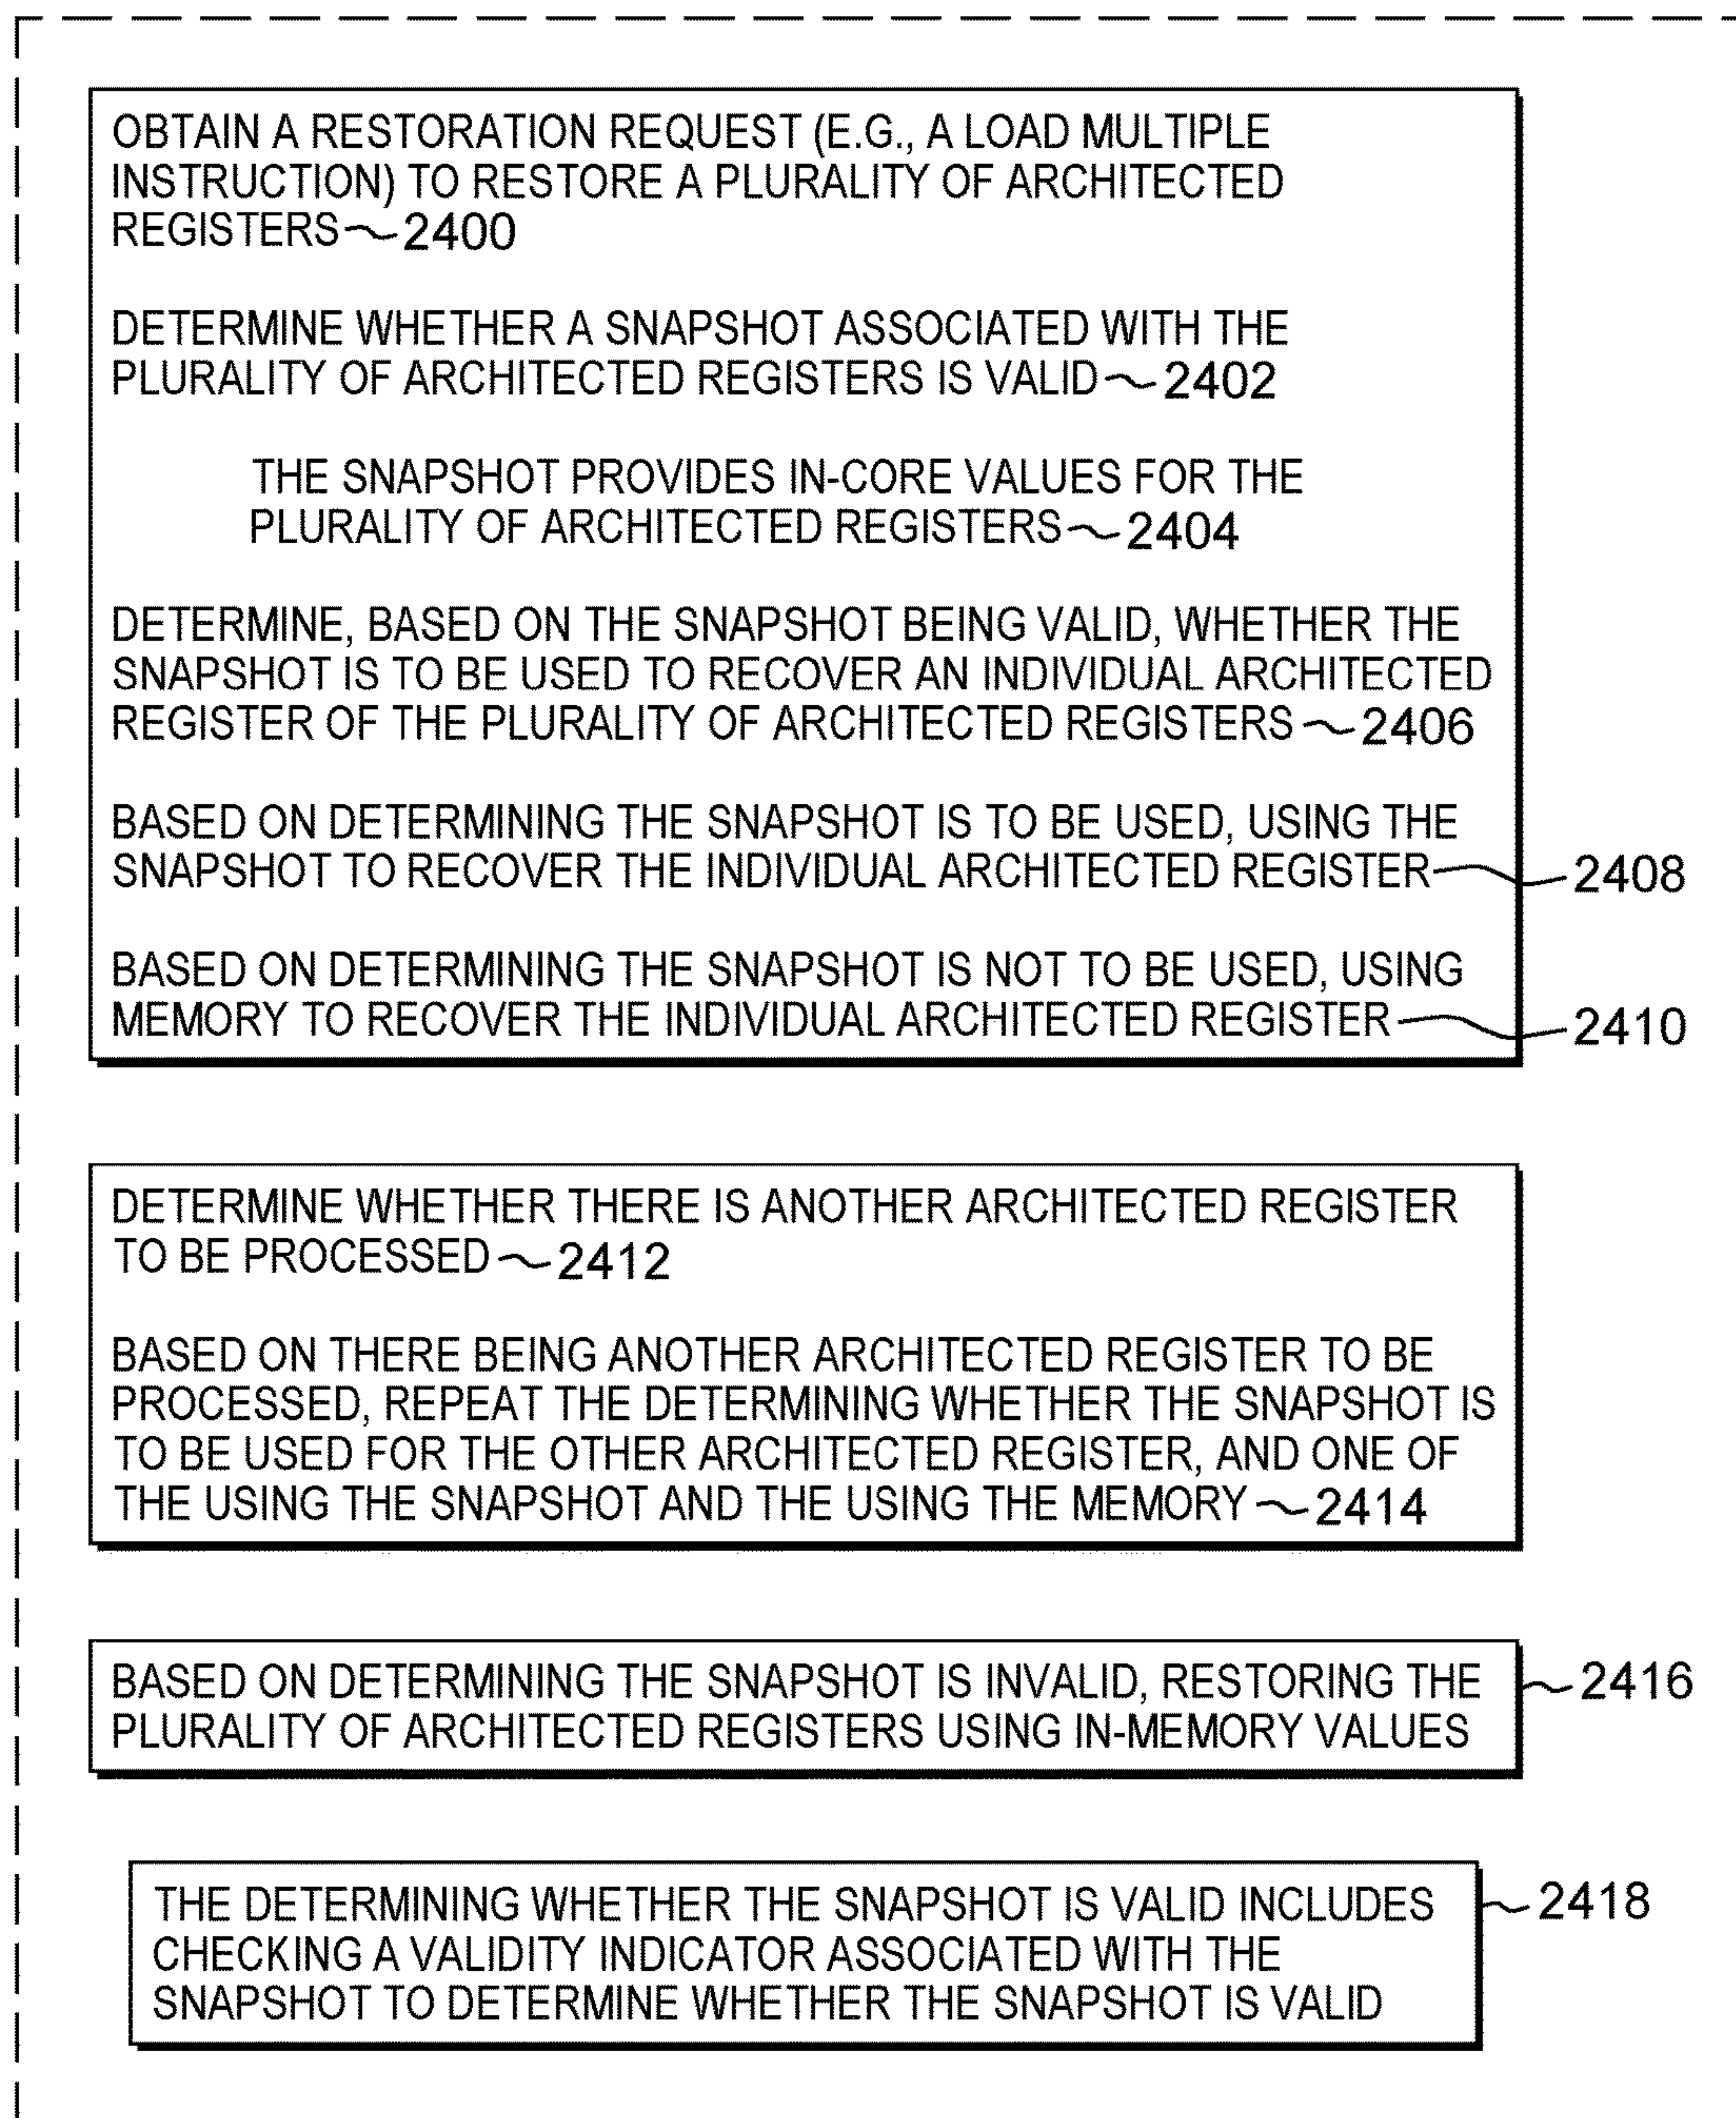 OBTAIN A RESTORATION REQUEST (E.G., A LOAD MULTIPLE
INSTRUCTION) TO RESTORE A PLURALITY OF ARCHITECTED
REGISTERS 2400
DETERMINE WHETHER A SNAPSHOT ASSOCIATED WITH THE
PLURALITY OF ARCHITECTED REGISTERS IS VALID 2402
THE SNAPSHOT PROVIDES IN-CORE VALUES FOR THE
PLURALITY OF ARCHITECTED REGISTERS 2404
DETERMINE, BASED ON THE SNAPSHOT BEING VALID, WHETHER THE
SNAPSHOT IS TO BE USED TO RECOVER AN INDIVIDUAL ARCHITECTED
REGISTER OF THE PLURALITY OF ARCHITECTED REGISTERS 2406
BASED ON DETERMINING THE SNAPSHOT IS TO BE USED, USING THE
SNAPSHOT TO RECOVER THE INDIVIDUAL ARCHITECTED REGISTER 2408
BASED ON DETERMINING THE SNAPSHOT IS NOT TO BE USED, USING
MEMORY TO RECOVER THE INDIVIDUAL ARCHITECTED REGISTER 2410
DETERMINE WHETHER THERE IS ANOTHER ARCHITECTED REGISTER
TO BE PROCESSED 2412
BASED ON THERE BEING ANOTHER ARCHITECTED REGISTER TO BE
PROCESSED, REPEAT THE DETERMINING WHETHER THE SNAPSHOT IS
TO BE USED FOR THE OTHER ARCHITECTED REGISTER, AND ONE OF
THE USING THE SNAPSHOT AND THE USING THE MEMORY 2414
BASED ON DETERMINING THE SNAPSHOT IS INVALID, RESTORING THE 2416
PLURALITY OF ARCHITECTED REGISTERS USING IN-MEMORY VALUES
THE DETERMINING WHETHER THE SNAPSHOT IS VALID INCLUDES 2418
CHECKING A VALIDITY INDICATOR ASSOCIATED WITH THE
SNAPSHOT TO DETERMINE WHETHER THE SNAPSHOT IS VALID